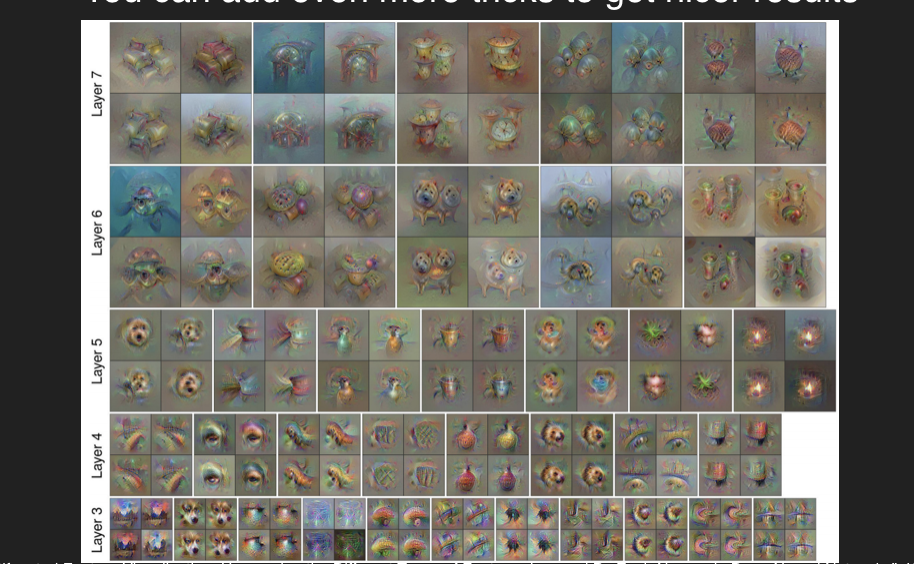 You can add even more tricks to get nicer results
Layer 7
Layer 6
Layer 5
Layer 4
Layer 3